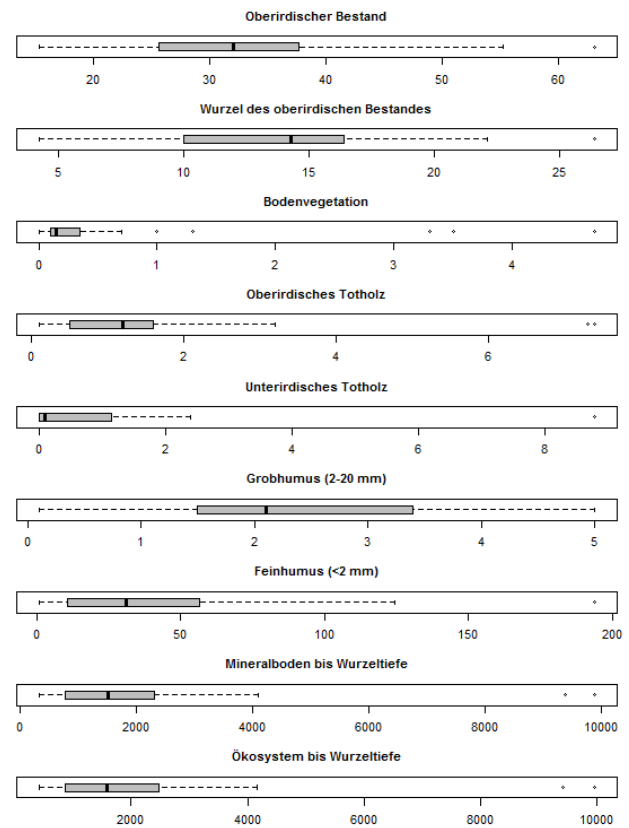 Oberirdischer Bestand
20 30 40 50 60
Wurzel des oberirdischen Bestandes
5 10 15 20 25
Bodenvegetation
0 1 2 3 4
Oberirdisches Totholz
0 2 4 6
Unterirdisches Totholz
0 2 4 6 8
Grobhumus (2-20 mm)
0 1 2 3 4 5
Feinhumus (<2 mm)
0 50 100 150 200
Mineralboden bis Wurzeltiefe
0 2000 4000 6000 8000 10000
Ökosystem bis Wurzeltiefe
2000 4000 6000 8000 10000